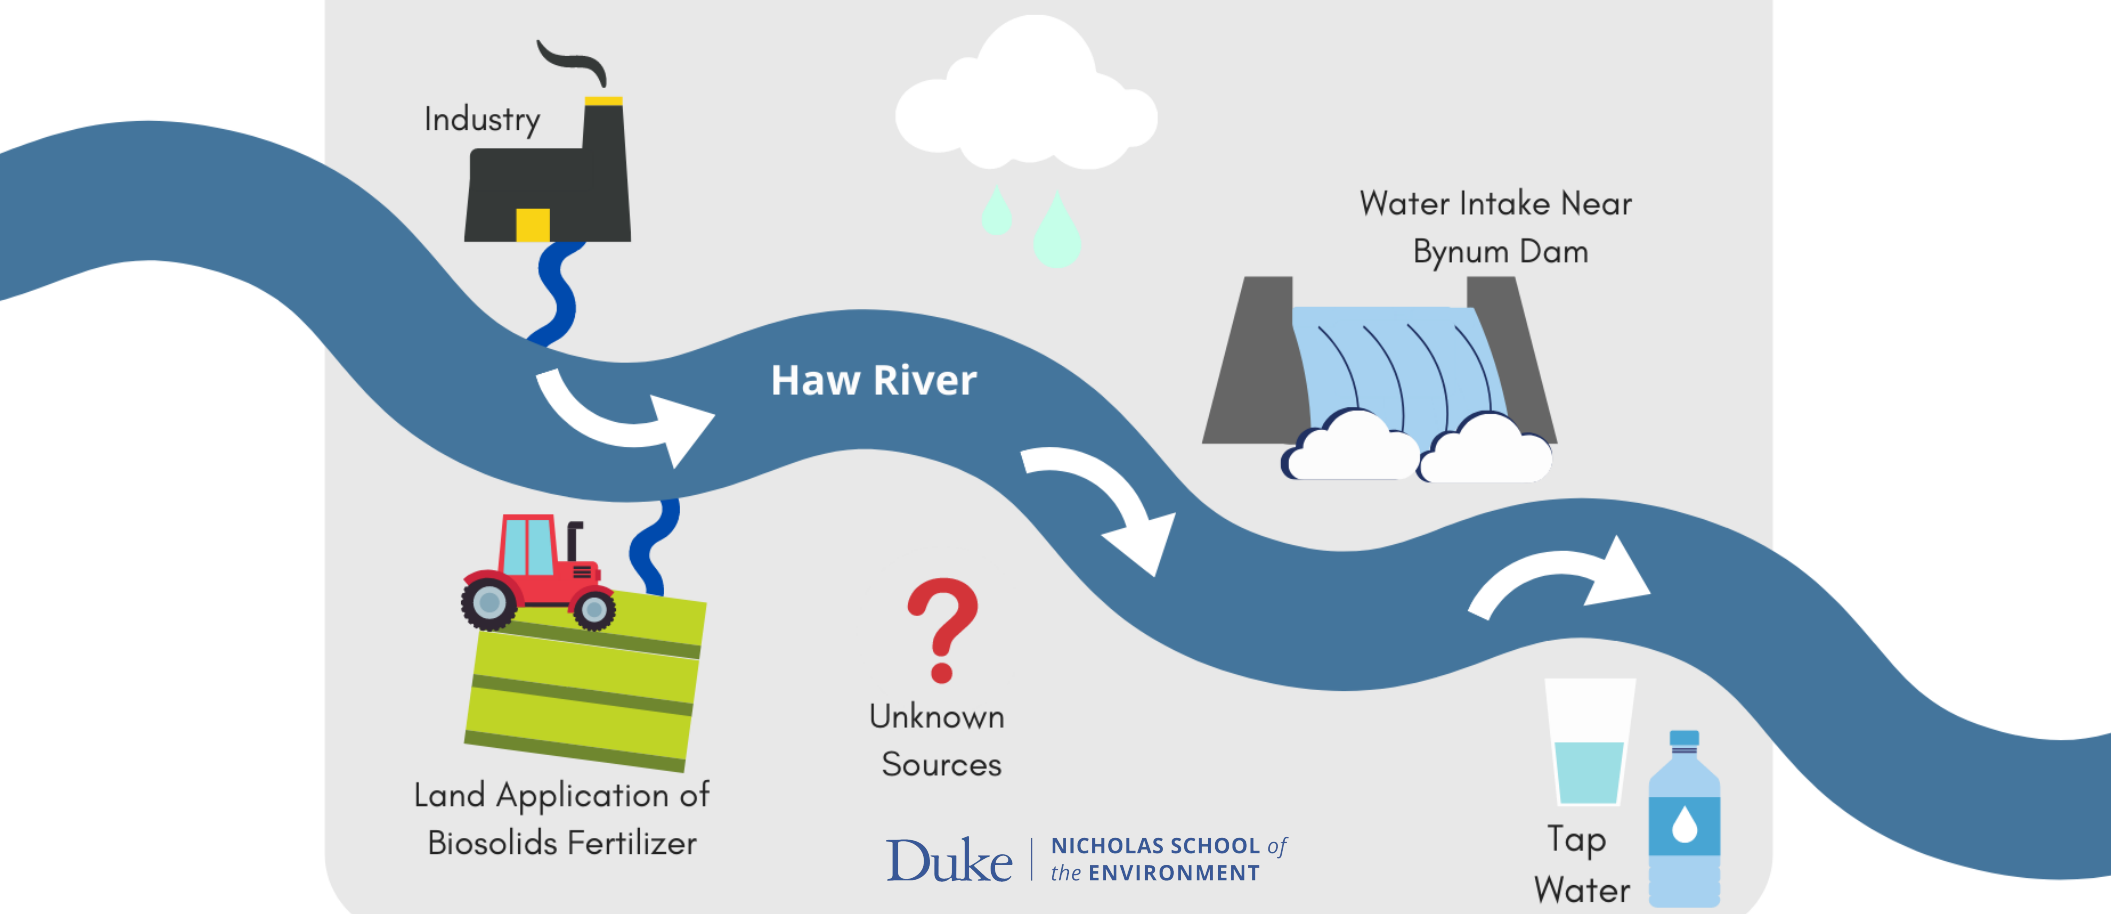 Industry
Water Intake Near
Bynum Dam
Haw River
Unknown
Sources
Land Application of
Biosolids Fertilizer
Duke
NICHOLAS SCHOOL of
the ENVIRONMENT
Tap
Water